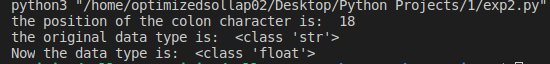 python3 "/home/optimizedsollap02/Desktop/Python Projects/1/exp2.py"
the position of the colon character is:  18
the original data type is:  <class 'str'>
Now the data type is:  <class 'float'>